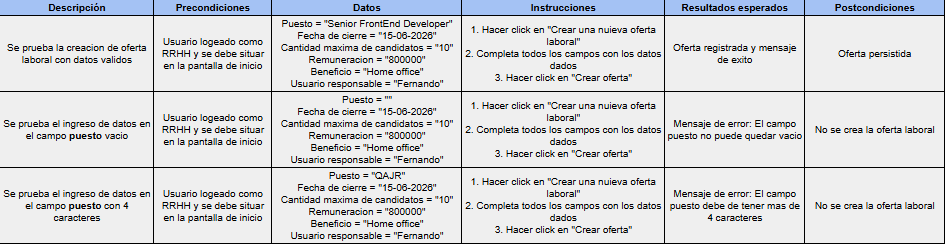 Descripción
Precondiciones
Datos
Instrucciones
Resultados esperados
Postcondiciones
Se prueba la creacion de oferta
laboral con datos validos
Usuario logeado como
RRHH y se debe situar
en la pantalla de inicio
Puesto = "Senior FrontEnd Developer"
Fecha de cierre = "15-06-2026"
Cantidad maxima de candidatos = "10"
Remuneracion = "800000"
Beneficio = "Home office"
Usuario responsable = "Fernando"
1. Hacer click en "Crear una nuieva oferta
laboral"
2. Completa todos los campos con los datos
dados
3. Hacer click en "Crear oferta"
Oferta registrada y mensaje
de exito
Oferta persistida
Se prueba el ingreso de datos en
el campo puesto vacio
Usuario logeado como
RRHH y se debe situar
en la pantalla de inicio
Puesto = ""
Fecha de cierre = "15-06-2026"
Cantidad maxima de candidatos = "10"
Remuneracion = "800000"
Beneficio = "Home office"
Usuario responsable = "Fernando"
1. Hacer click en "Crear una nuieva oferta
laboral"
2. Completa todos los campos con los datos
dados
3. Hacer click en "Crear oferta"
Mensaje de error: El campo
puesto no puede quedar vacio
No se crea la oferta laboral
Se prueba el ingreso de datos en
el campo puesto con 4
caracteres
Usuario logeado como
RRHH y se debe situar
en la pantalla de inicio
Puesto = "QAJR"
Fecha de cierre = "15-06-2026"
Cantidad maxima de candidatos = "10"
Remuneracion = "800000"
Beneficio = "Home office"
Usuario responsable = "Fernando"
1. Hacer click en "Crear una nuieva oferta
laboral"
2. Completa todos los campos con los datos
dados
3. Hacer click en "Crear oferta"
Mensaje de error: El campo
puesto debe de tener mas de
4 caracteres
No se crea la oferta laboral